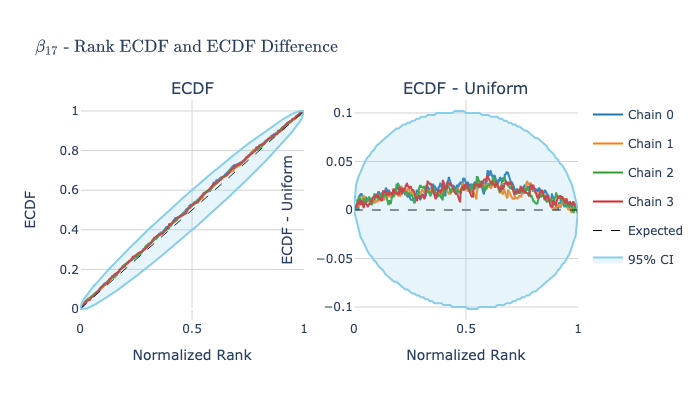 β₁₇ - Rank ECDF and ECDF Difference
ECDF
ECDF - Uniform
1
0.8
0.6
0.4
0.2
0
0
0.5
1
ECDF
Normalized Rank
0.1
0.05
0
−0.05
−0.1
0
0.5
1
ECDF - Uniform
Normalized Rank
Chain 0
Chain 1
Chain 2
Chain 3
Expected
95% CI